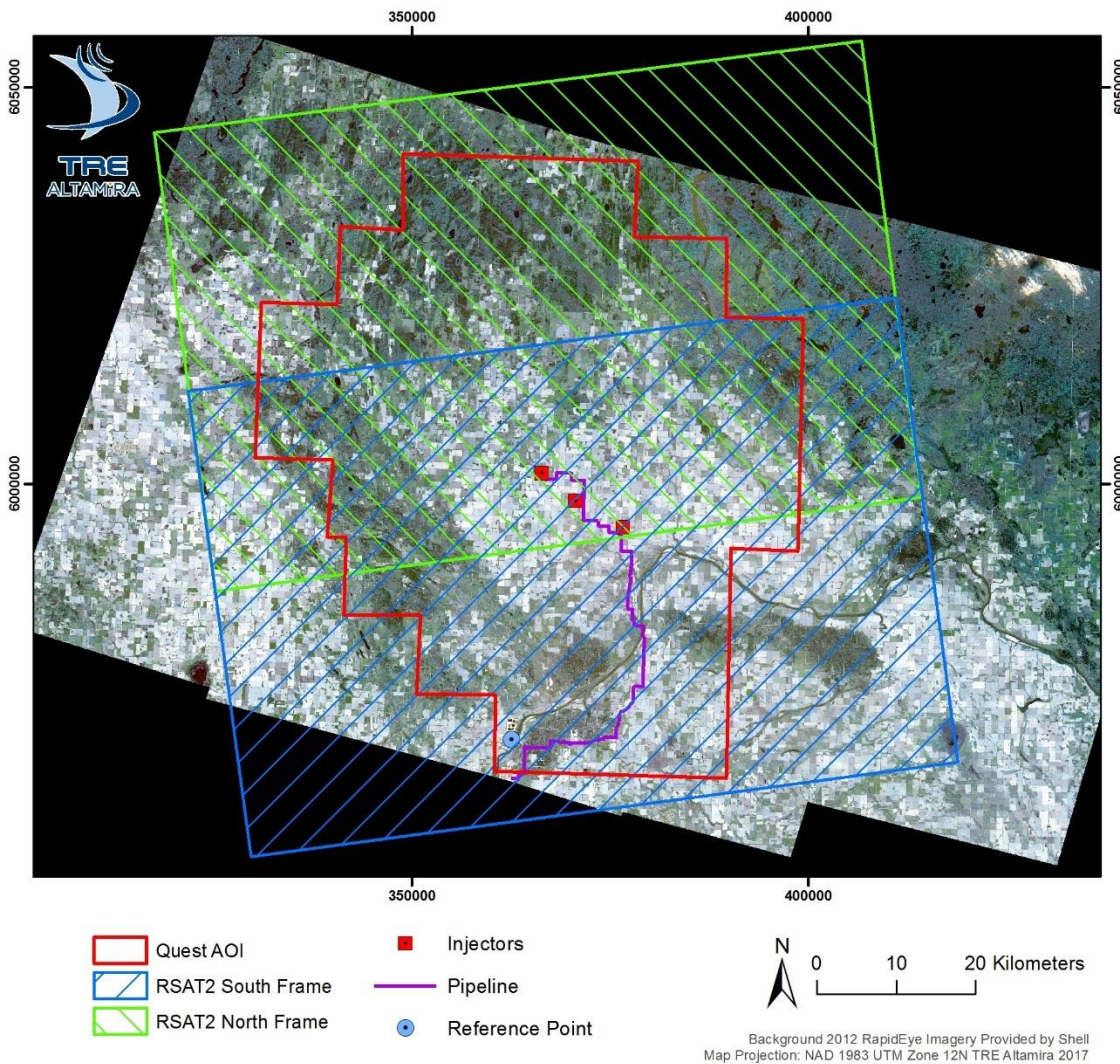 350000
400000
6050000
6050000
TRE
ALTAMIRA
6000000
6000000
350000
400000
Quest AOI
RSAT2 South Frame
RSAT2 North Frame
Injectors
Pipeline
Reference Point
N
0 10 20 Kilometers
Background 2012 RapidEye Imagery Provided by Shell
Map Projection: NAD 1983 UTM Zone 12N TRE Altamira 2017